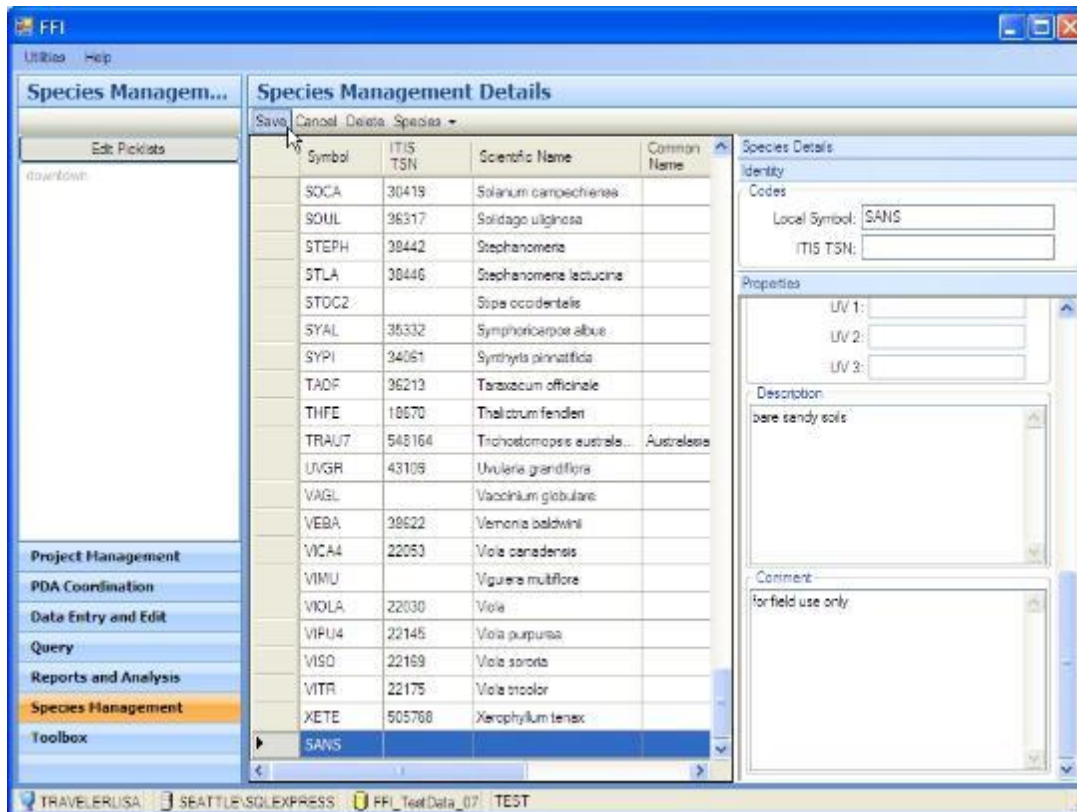 FFI
Utilities Help
Species Managem...
Species Management Details
Save Cancel Delete Species
Edit Picklists
downtown
Symbol ITIS TSN Scientific Name Common Name
SOCA 30419 Solanum campechiense
SOUL 36317 Solidago uliginosa
STEPH 38442 Stephanomeria
STLA 38446 Stephanomeria lactucina
STOC2 Stipa occidentalis
SYAL 35332 Symphoricarpos albus
SYPI 34061 Synthyris pinnatifida
TAOF 36213 Taraxacum officinale
THFE 18670 Thalictrum fendleri
TRAU7 548164 Trichostomopsis australa... Australasia
UVGR 43109 Uvularia grandiflora
VAGL Vaccinium globulare
VEBA 38622 Vernonia baldwinii
VICA4 22053 Viola canadensis
VIMU Viguiera multiflora
VIOLA 22030 Viola
VIPU4 22145 Viola purpurea
VISO 22169 Viola sororia
VITR 22175 Viola tricolor
XETE 505768 Xerophyllum tenax
SANS
Species Details
Identity
Codes
Local Symbol: SANS
ITIS TSN:
Properties
UV 1:
UV 2:
UV 3:
Description
bare sandy soils
Comment
for field use only
Project Management
PDA Coordination
Data Entry and Edit
Query
Reports and Analysis
Species Management
Toolbox
TRAVELERLISA SEATTLE\SQLEXPRESS FFI_TestData_07 TEST